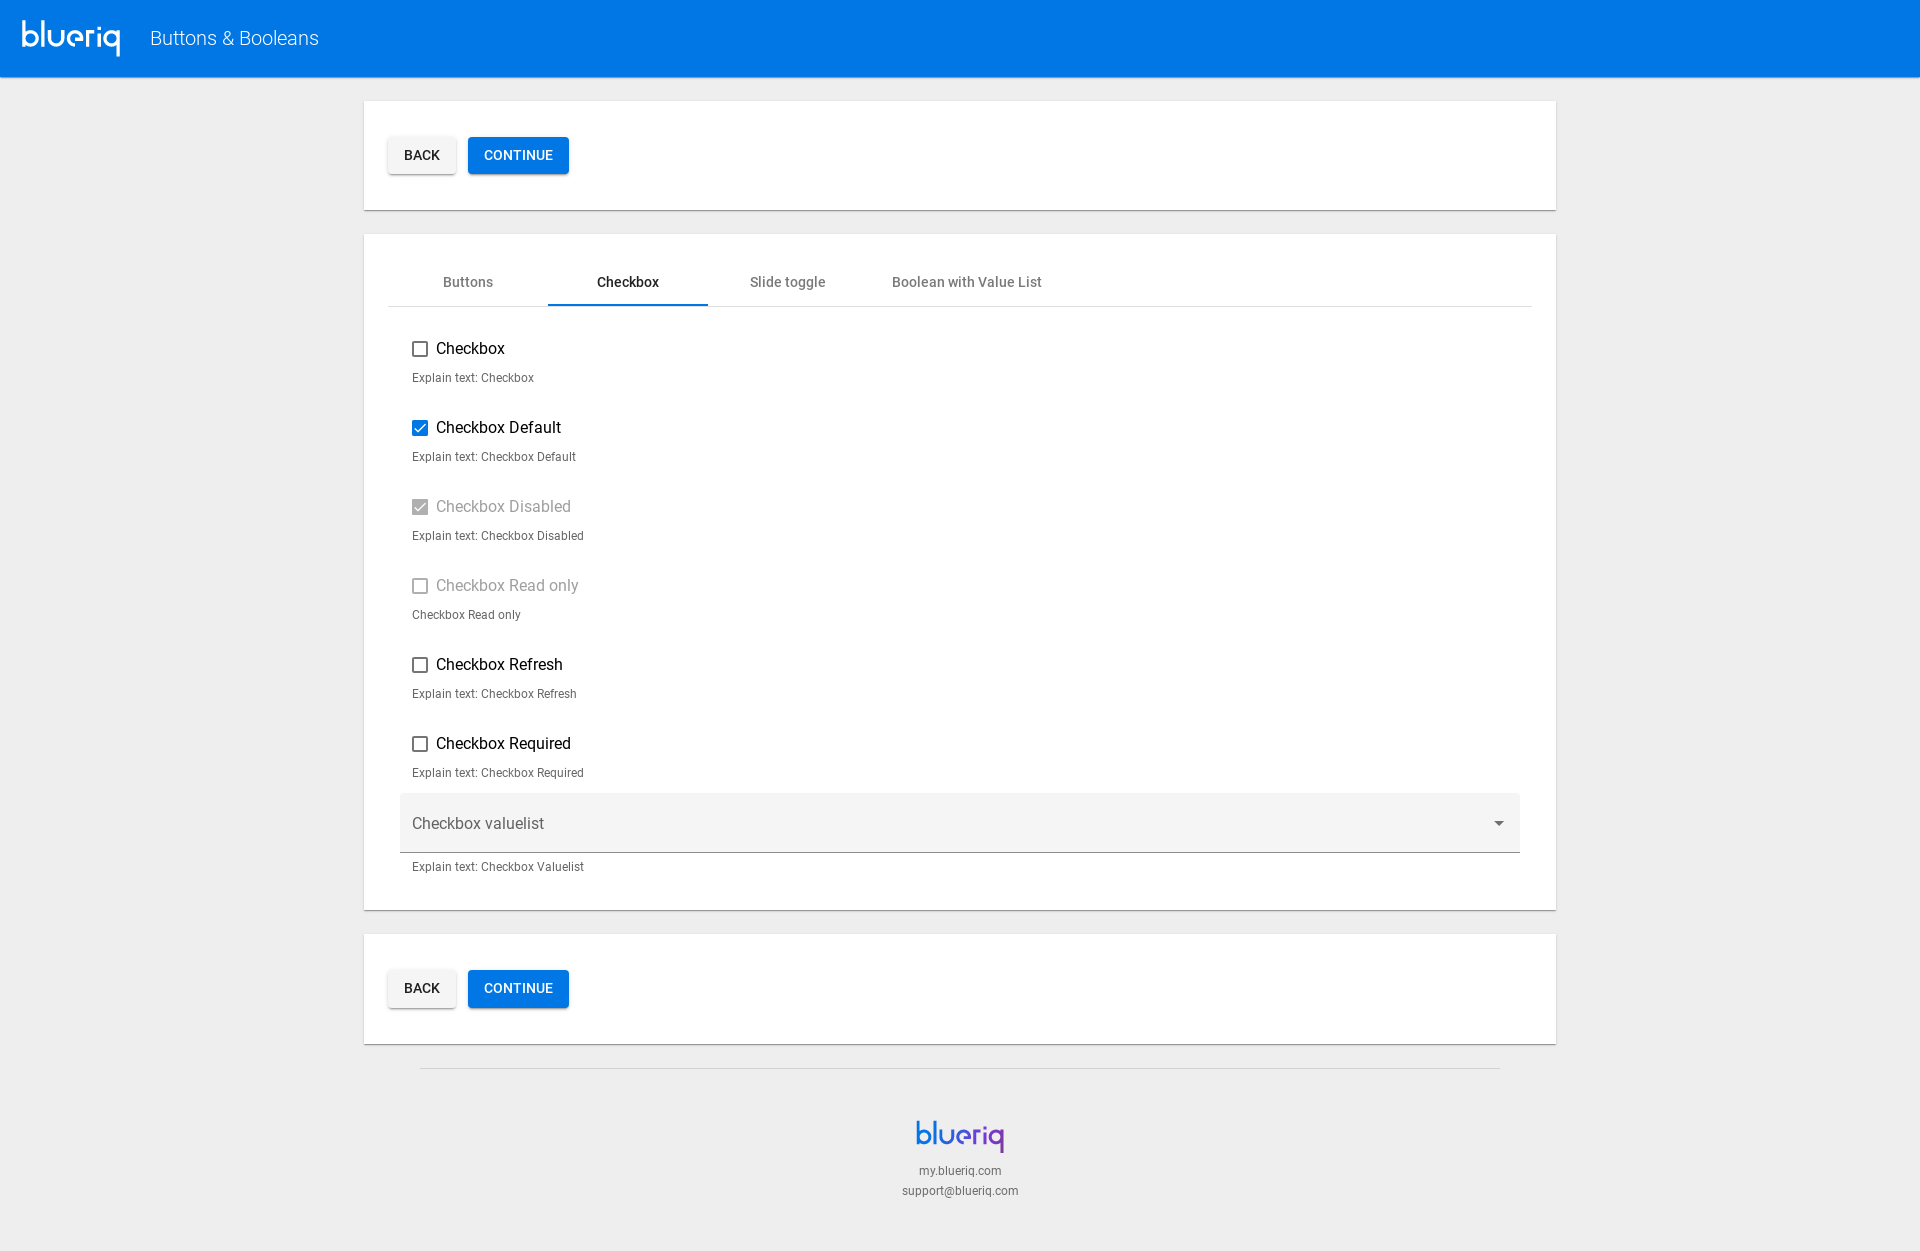 blueriq Buttons & Booleans
BACK CONTINUE
Buttons Checkbox Slide toggle Boolean with Value List
Checkbox
Explain text: Checkbox
Checkbox Default
Explain text: Checkbox Default
Checkbox Disabled
Explain text: Checkbox Disabled
Checkbox Read only
Checkbox Read only
Checkbox Refresh
Explain text: Checkbox Refresh
Checkbox Required
Explain text: Checkbox Required
Checkbox valuelist
Explain text: Checkbox Valuelist
BACK CONTINUE
blueriq
my.blueriq.com
support@blueriq.com